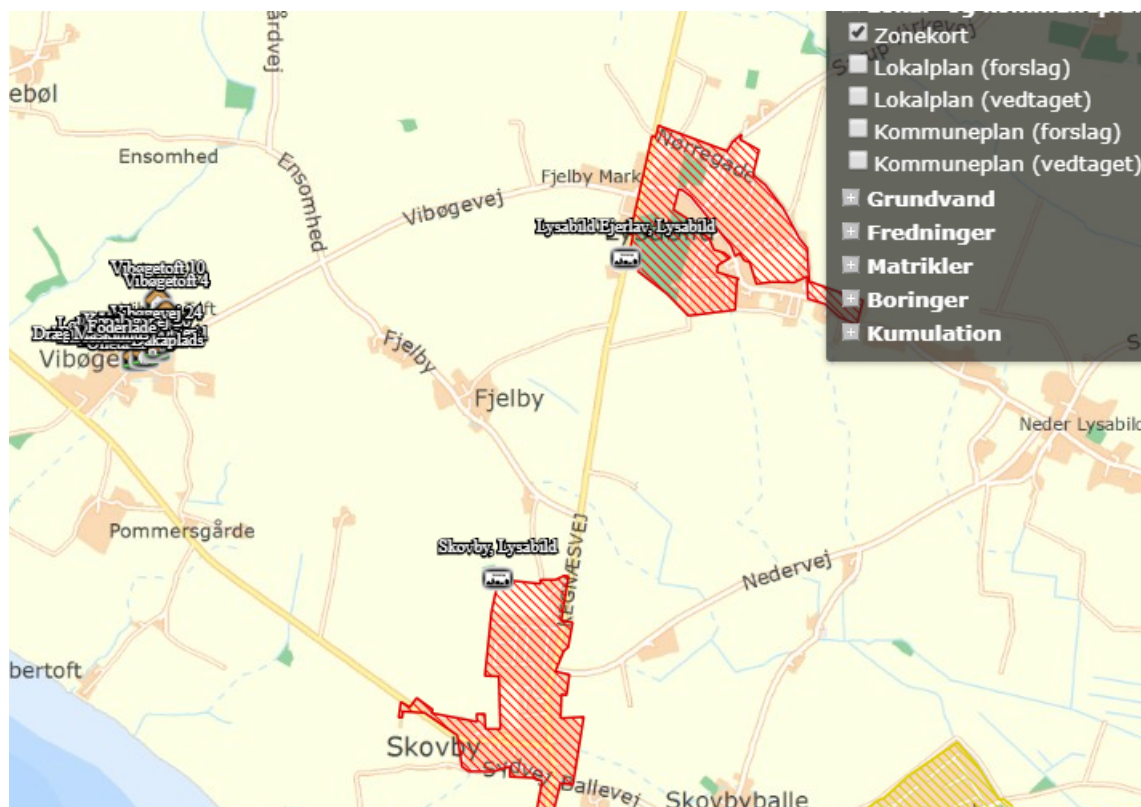 årdvej
Zonekort
Lokalplan (forslag)
Lokalplan (vedtaget)
Kommuneplan (forslag)
Kommuneplan (vedtaget)
Grundvand
Fredninger
Matrikler
Boringer
Kumulation
ebøl
Ensomhed
Ensomhed
Nørregade
Fjelby Mark
Vibøgevej
Lysabild Ejerlav, Lysabild
Vibøgetoft 10
Vibøgetoft 4
Foderlade
Vibøge
Fjelby
Fjelby
Neder Lysabild
Pommersgårde
Skovby, Lysabild
KEGNÆSVEJ
Nedervej
bertoft
Skovby
Sydvej
Ballevej
Skovbyballe